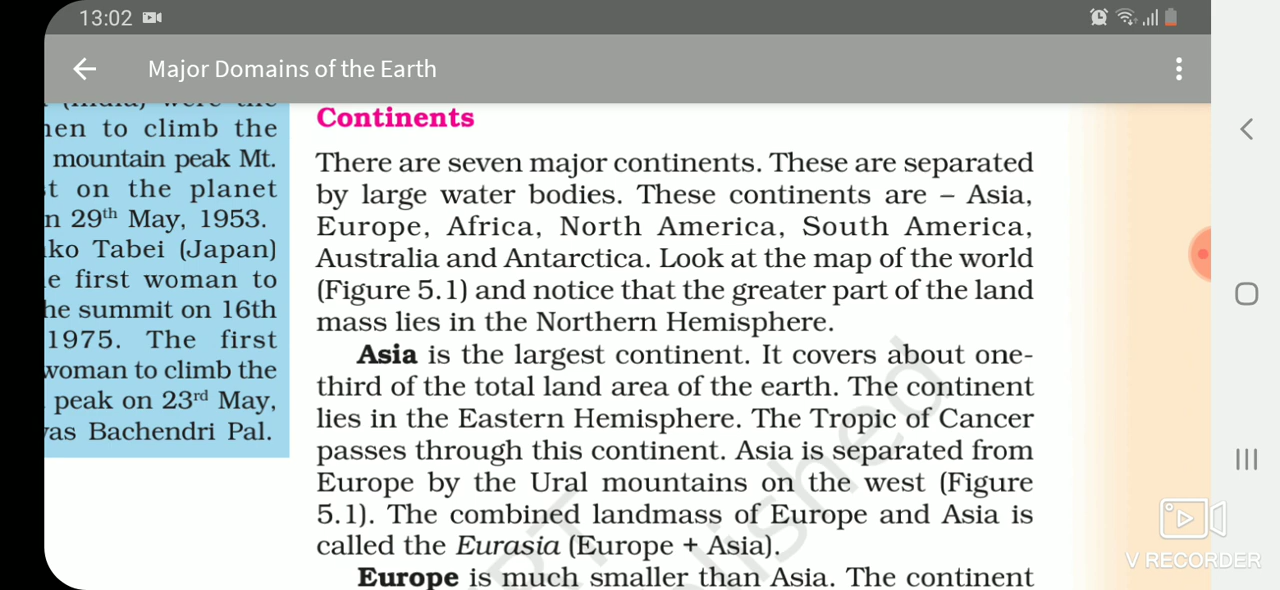 13:02
Major Domains of the Earth
(India) were the
to climb the
mountain peak Mt.
on the planet
29th May, 1953.
Tabei (Japan)
first woman to
summit on 16th
1975. The first
woman to climb the
peak on 23rd May,
was Bachendri Pal.
Continents
There are seven major continents. These are separated
by large water bodies. These continents are – Asia,
Europe, Africa, North America, South America,
Australia and Antarctica. Look at the map of the world
(Figure 5.1) and notice that the greater part of the land
mass lies in the Northern Hemisphere.
Asia is the largest continent. It covers about one-
third of the total land area of the earth. The continent
lies in the Eastern Hemisphere. The Tropic of Cancer
passes through this continent. Asia is separated from
Europe by the Ural mountains on the west (Figure
5.1). The combined landmass of Europe and Asia is
called the Eurasia (Europe + Asia).
Europe is much smaller than Asia. The continent
V RECORDER